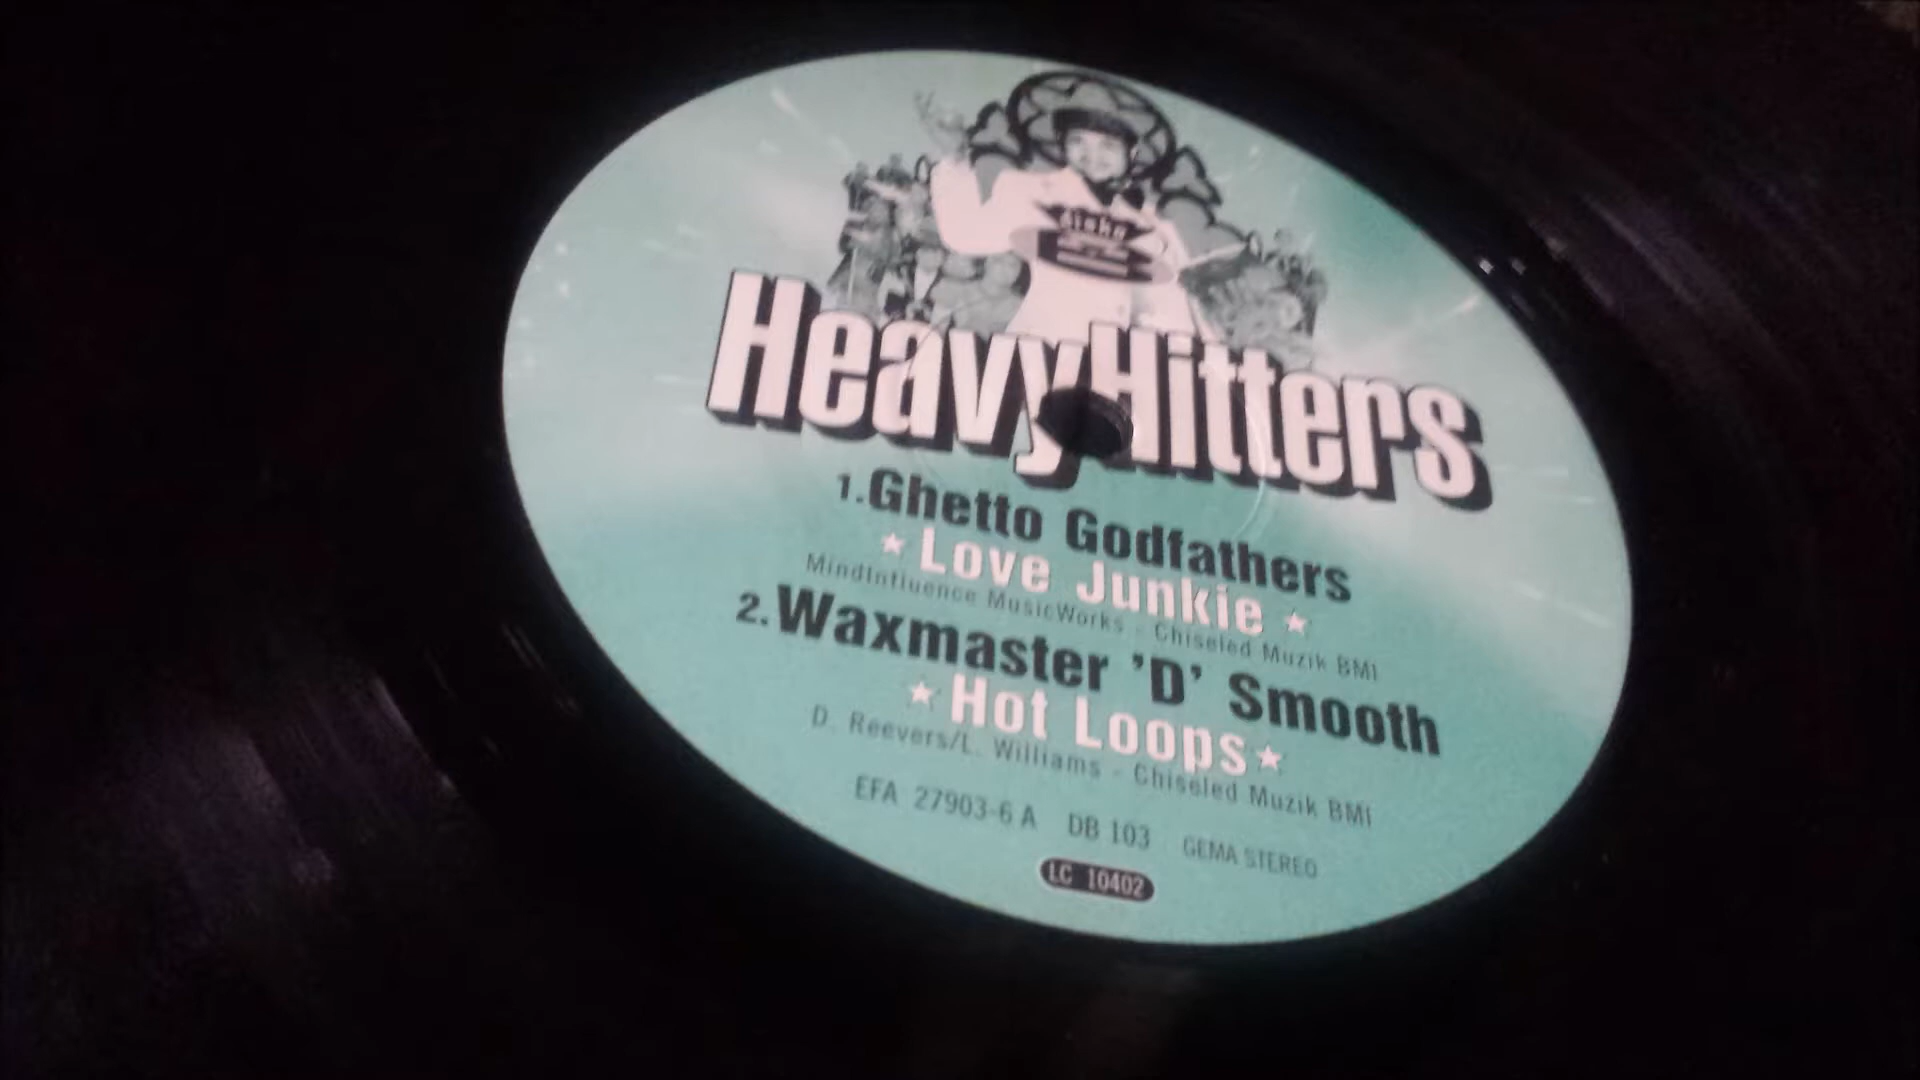 HeavyHitters
1. Ghetto Godfathers
★ Love Junkie ★
MindInfluence MusicWorks - Chiseled Muzik BMI
2. Waxmaster 'D' Smooth
★ Hot Loops ★
D. Reevers/L. Williams - Chiseled Muzik BMI
EFA 27903-6 A DB 103 GEMA STEREO
LC 10402